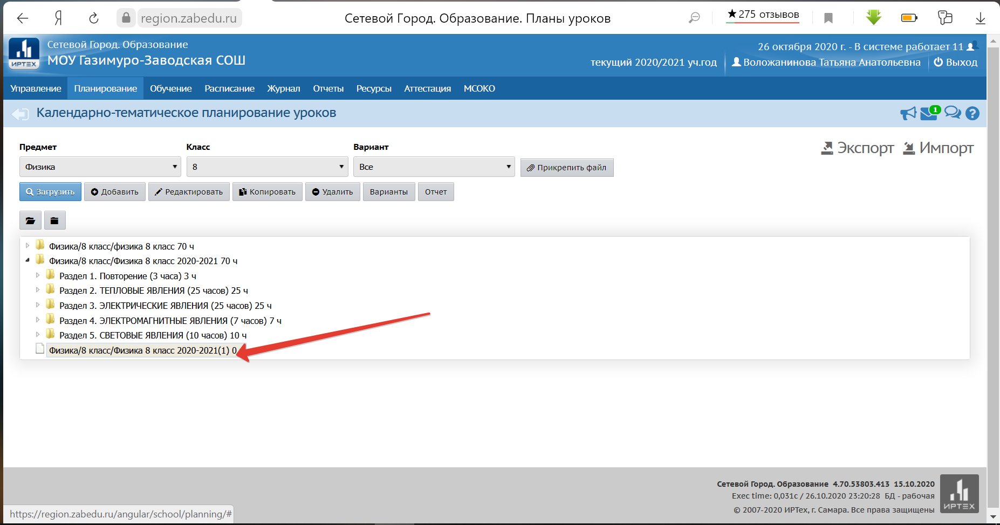 region.zabedu.ru
Сетевой Город. Образование. Планы уроков
★275 отзывов
Сетевой Город. Образование
МОУ Газимуро-Заводская СОШ
26 октября 2020 г. - В системе работает 11
текущий 2020/2021 уч.год
Воложанинова Татьяна Анатольевна
Выход
ИРТЕХ
Управление
Планирование
Обучение
Расписание
Журнал
Отчеты
Ресурсы
Аттестация
МСОКО
Календарно-тематическое планирование уроков
1
Предмет
Класс
Вариант
Экспорт
Импорт
Физика
8
Все
Прикрепить файл
Загрузить
Добавить
Редактировать
Копировать
Удалить
Варианты
Отчет
Физика/8 класс/физика 8 класс 70 ч
Физика/8 класс/Физика 8 класс 2020-2021 70 ч
Раздел 1. Повторение (3 часа) 3 ч
Раздел 2. ТЕПЛОВЫЕ ЯВЛЕНИЯ (25 часов) 25 ч
Раздел 3. ЭЛЕКТРИЧЕСКИЕ ЯВЛЕНИЯ (25 часов) 25 ч
Раздел 4. ЭЛЕКТРОМАГНИТНЫЕ ЯВЛЕНИЯ (7 часов) 7 ч
Раздел 5. СВЕТОВЫЕ ЯВЛЕНИЯ (10 часов) 10 ч
Физика/8 класс/Физика 8 класс 2020-2021(1) 0
Сетевой Город. Образование 4.70.53803.413 15.10.2020
Exec time: 0,031с / 26.10.2020 23:20:28 БД - рабочая
© 2007-2020 ИРТех, г. Самара. Все права защищены
ИРТЕХ
https://region.zabedu.ru/angular/school/planning/#